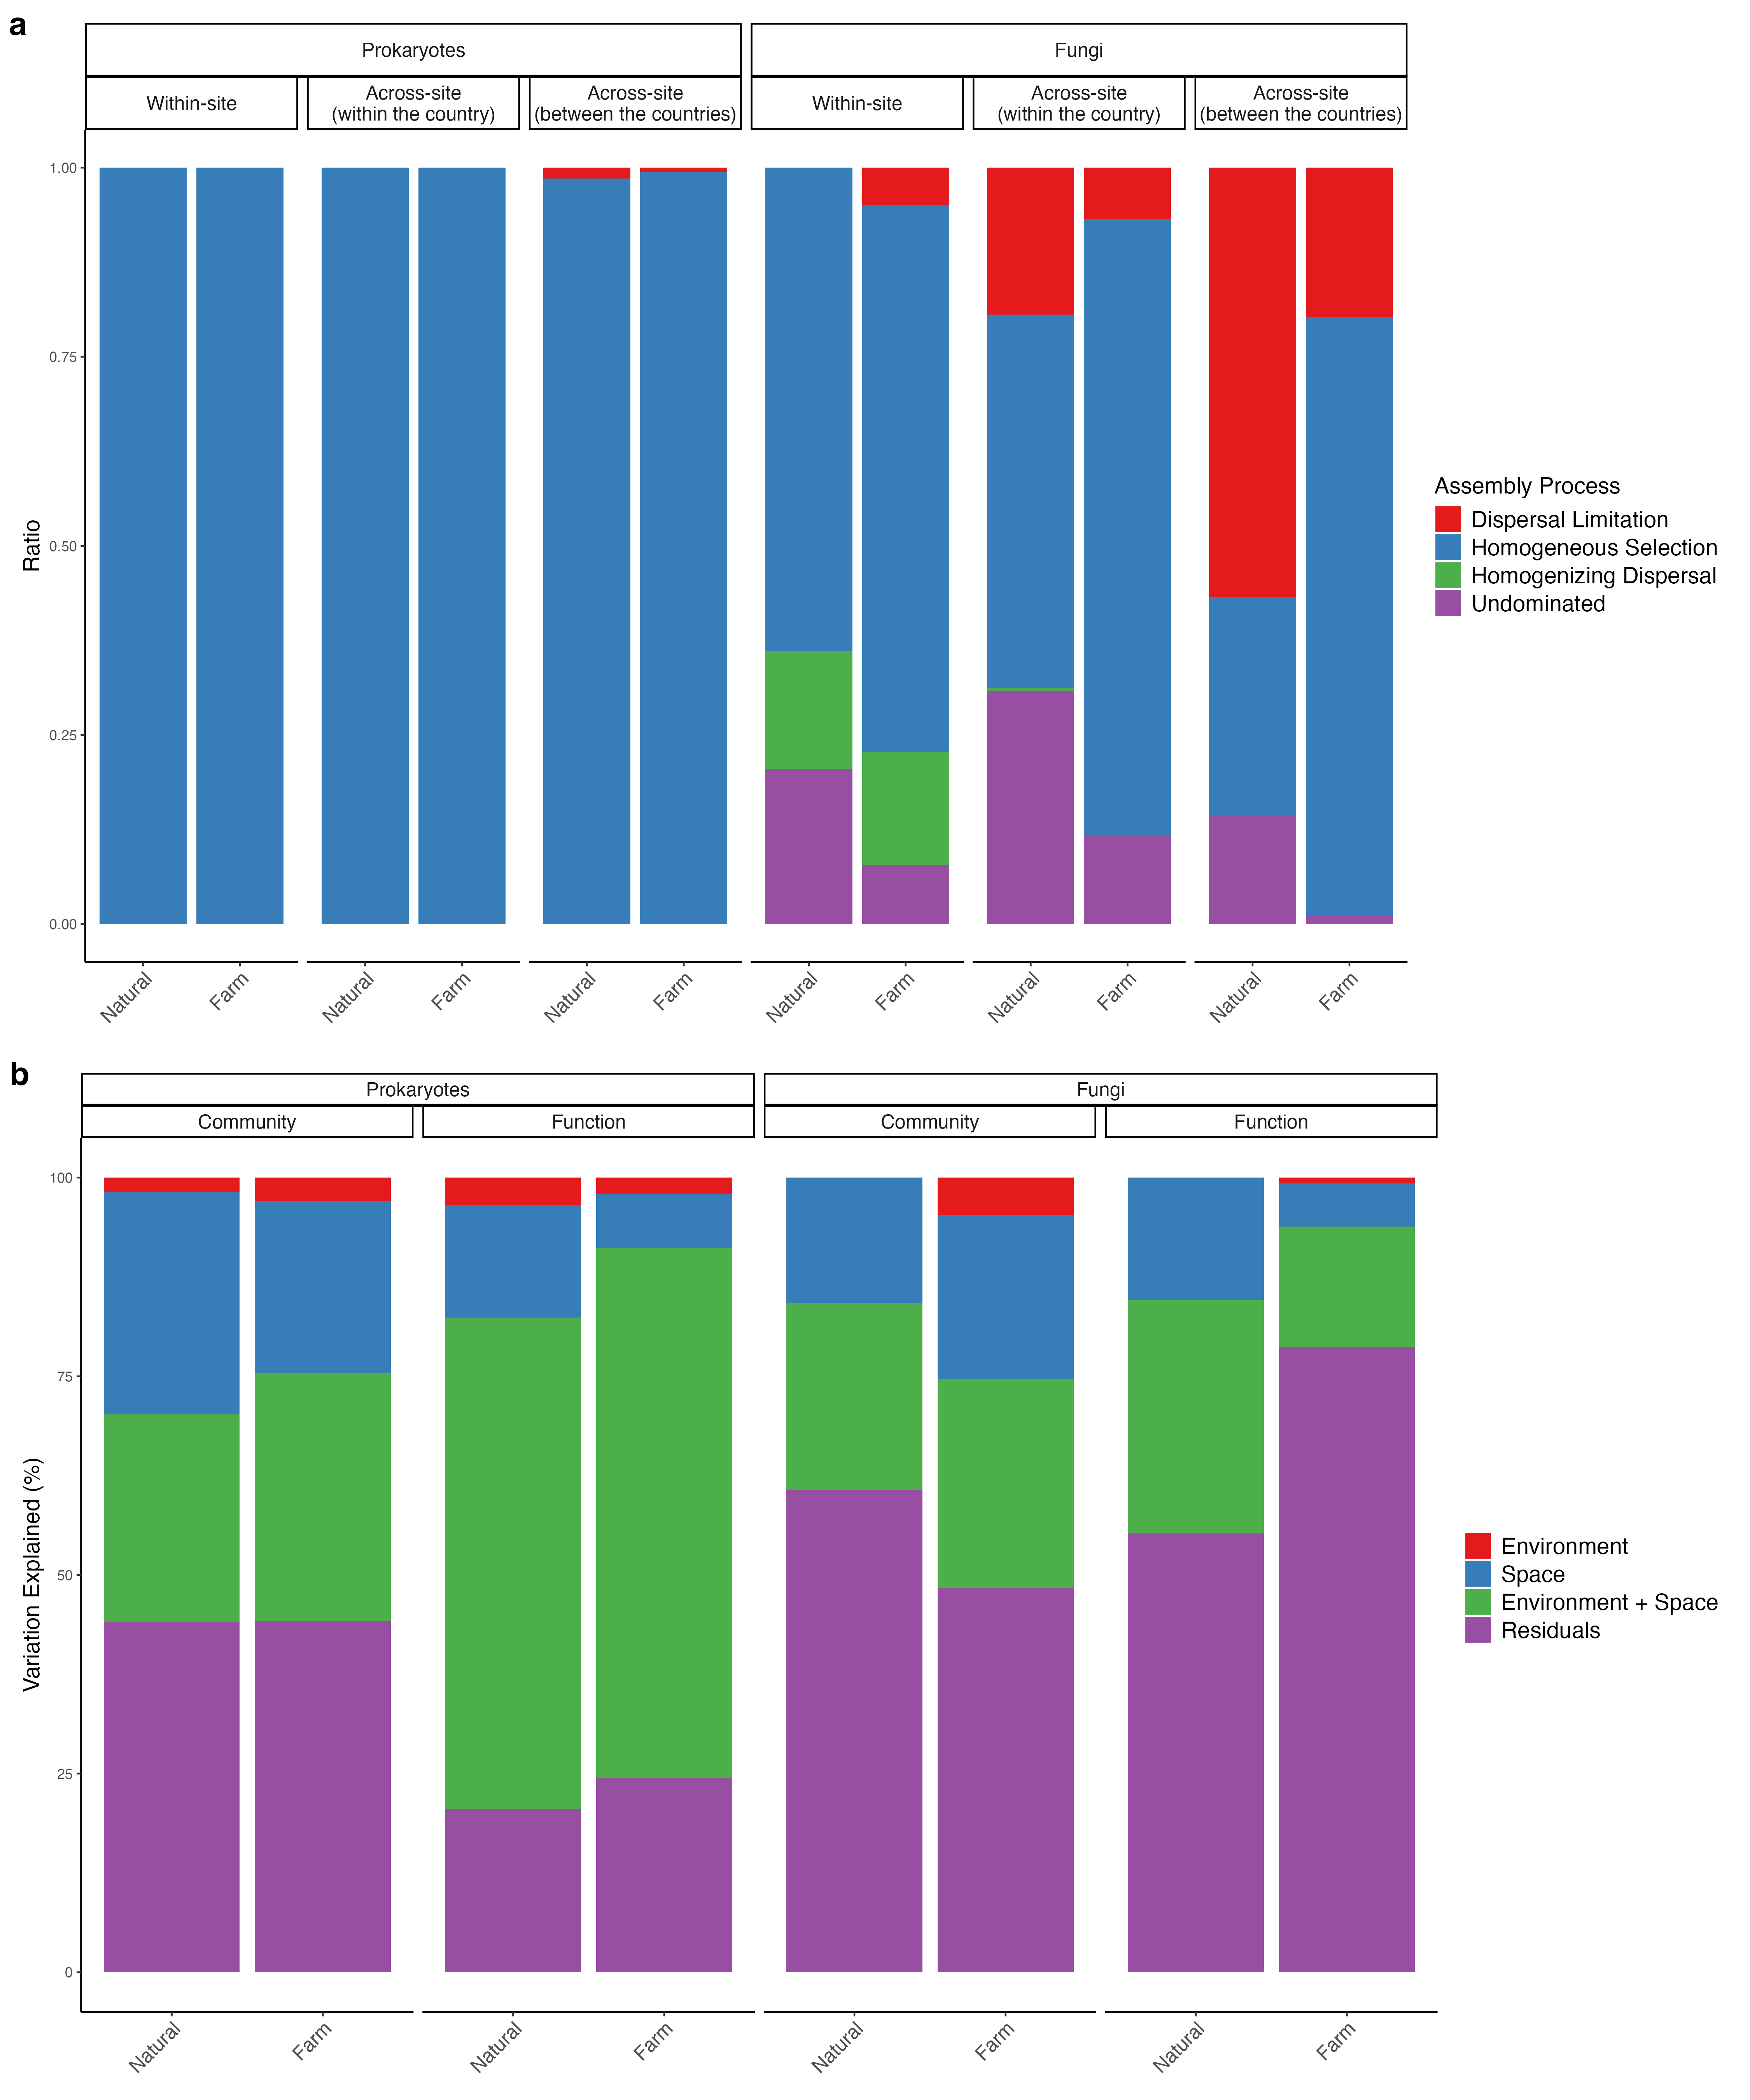 a
Prokaryotes
Fungi
Within-site
Across-site
(within the country)
Across-site
(between the countries)
Within-site
Across-site
(within the country)
Across-site
(between the countries)
Ratio
1.00
0.75
0.50
0.25
0.00
Natural
Farm
Natural
Farm
Natural
Farm
Natural
Farm
Natural
Farm
Natural
Farm
Assembly Process
Dispersal Limitation
Homogeneous Selection
Homogenizing Dispersal
Undominated
b
Prokaryotes
Fungi
Community
Function
Community
Function
Variation Explained (%)
100
75
50
25
0
Natural
Farm
Natural
Farm
Natural
Farm
Natural
Farm
Environment
Space
Environment + Space
Residuals